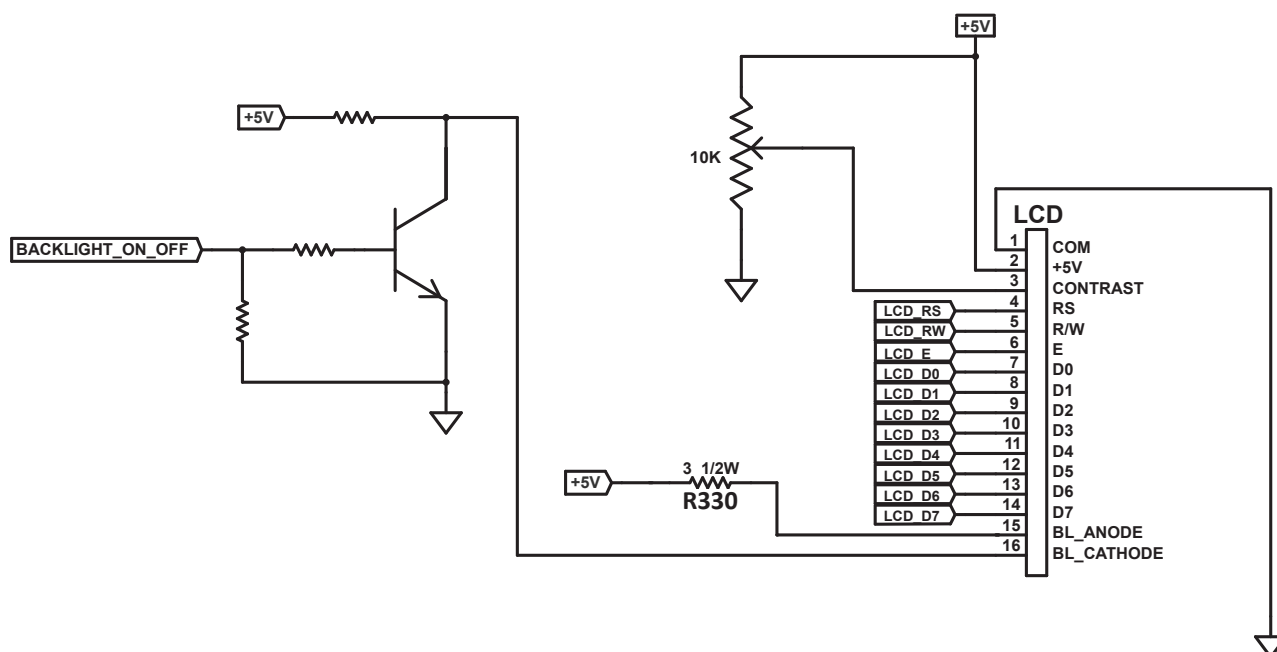 +5V
+5V
10K
BACKLIGHT_ON_OFF
LCD
1 COM
2 +5V
3 CONTRAST
LCD_RS 4 RS
LCD_RW 5 R/W
LCD_E 6 E
LCD_D0 7 D0
LCD_D1 8 D1
LCD_D2 9 D2
LCD_D3 10 D3
LCD_D4 11 D4
LCD_D5 12 D5
LCD_D6 13 D6
LCD_D7 14 D7
15 BL_ANODE
16 BL_CATHODE
+5V
3 1/2W
R330